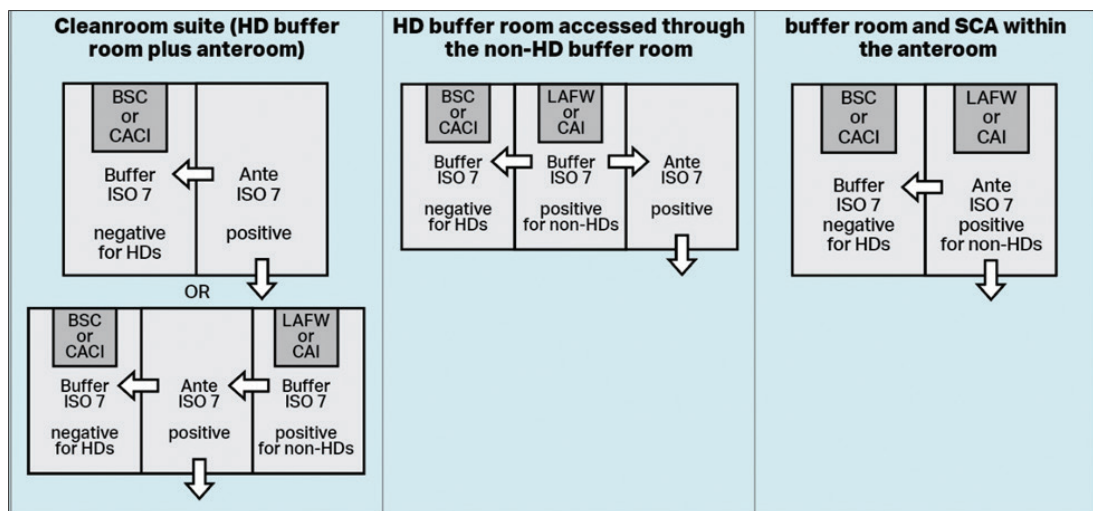 Cleanroom suite (HD buffer
room plus anteroom)
BSC
or
CACI
Buffer
ISO 7
negative
for HDs
Ante
ISO 7
positive
OR
BSC
or
CACI
Buffer
ISO 7
negative
for HDs
Ante
ISO 7
positive
LAFW
or
CAI
Buffer
ISO 7
positive
for non-HDs
HD buffer room accessed through
the non-HD buffer room
BSC
or
CACI
Buffer
ISO 7
negative
for HDs
LAFW
or
CAI
Buffer
ISO 7
positive
for non-HDs
Ante
ISO 7
positive
buffer room and SCA within
the anteroom
BSC
or
CACI
Buffer
ISO 7
negative
for HDs
LAFW
or
CAI
Ante
ISO 7
positive
for non-HDs